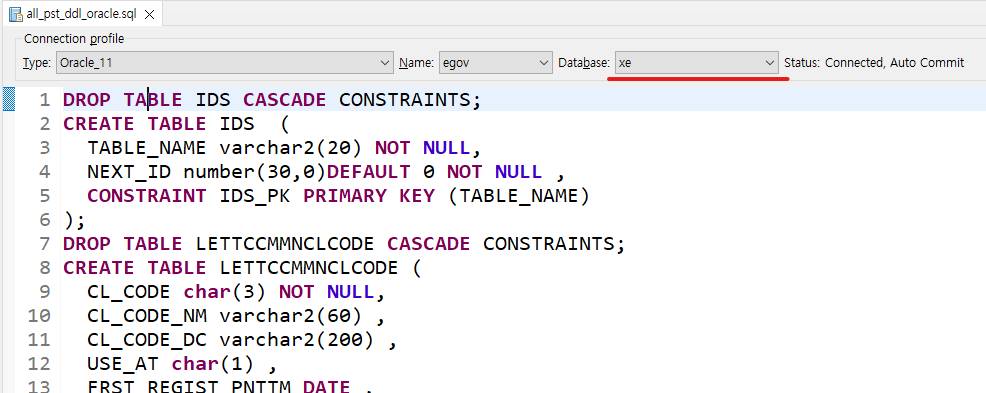 all_pst_ddl_oracle.sql
Connection profile
Type: Oracle_11 Name: egov Database: xe Status: Connected, Auto Commit
1 DROP TABLE IDS CASCADE CONSTRAINTS;
2 CREATE TABLE IDS  (
3   TABLE_NAME varchar2(20) NOT NULL,
4   NEXT_ID number(30,0)DEFAULT 0 NOT NULL ,
5   CONSTRAINT IDS_PK PRIMARY KEY (TABLE_NAME)
6 );
7 DROP TABLE LETTCCMMNCLCODE CASCADE CONSTRAINTS;
8 CREATE TABLE LETTCCMMNCLCODE (
9   CL_CODE char(3) NOT NULL,
10   CL_CODE_NM varchar2(60) ,
11   CL_CODE_DC varchar2(200) ,
12   USE_AT char(1) ,
13   FRST_REGIST_PNTTM DATE ,